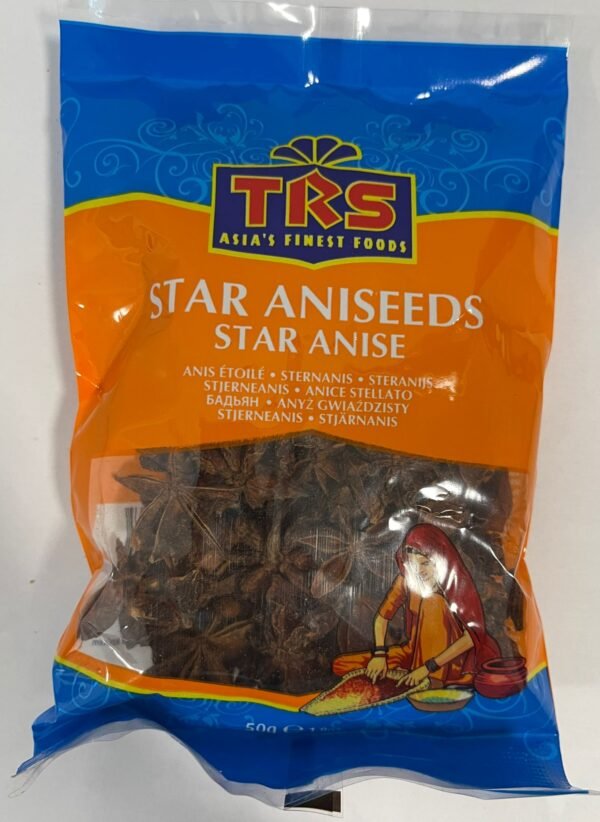 TRS
ASIA'S FINEST FOODS
STAR ANISEEDS
STAR ANISE
ANIS ÉTOILÉ • STERNANIS • STERANIJS
STJERNEANIS • ANICE STELLATO
БАДЬЯН • ANYŻ GWIAŹDZISTY
STJERNEANIS • STJÄRNANIS
50g ℮